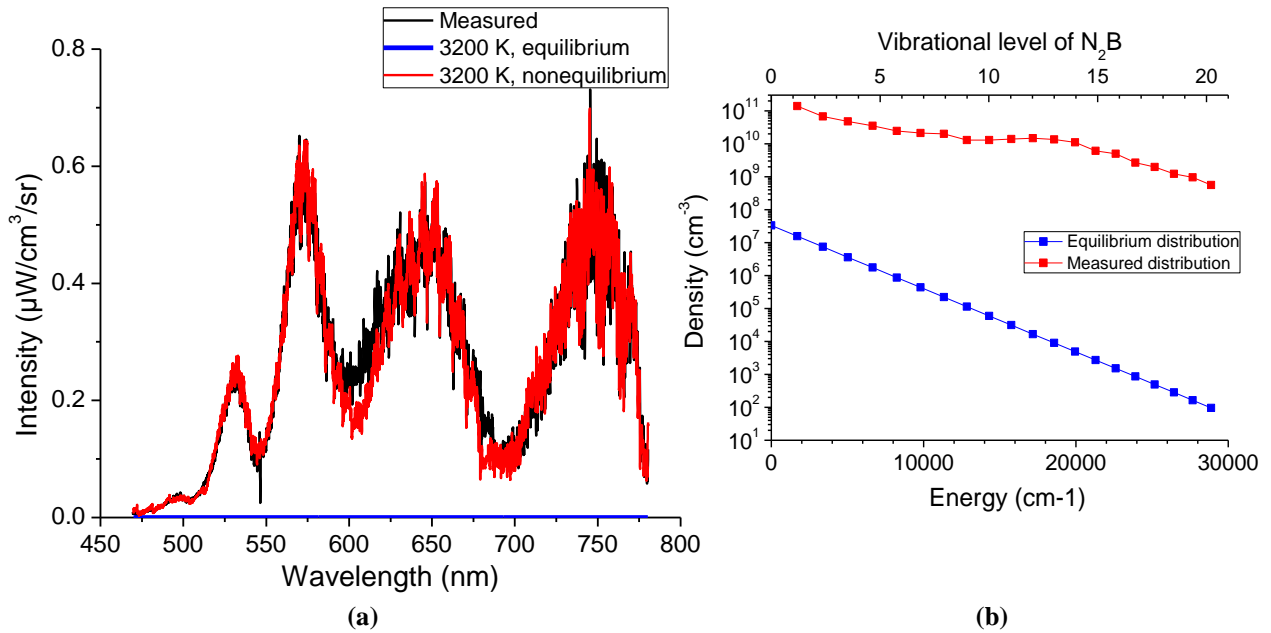 Measured
3200 K, equilibrium
3200 K, nonequilibrium
0.8
0.6
0.4
0.2
0.0
Intensity (µW/cm³/sr)
450 500 550 600 650 700 750 800
Wavelength (nm)
(a)
Vibrational level of N₂B
0 5 10 15 20
10¹¹
10¹⁰
10⁹
10⁸
10⁷
10⁶
10⁵
10⁴
10³
10²
10¹
Density (cm⁻³)
Equilibrium distribution
Measured distribution
0 10000 20000 30000
Energy (cm-1)
(b)